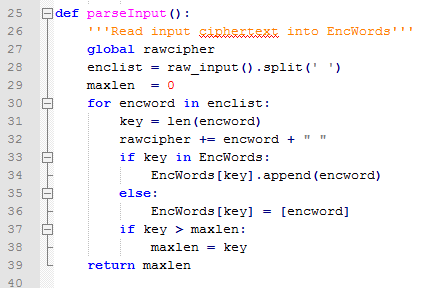 25 def parseInput():
26     '''Read input ciphertext into EncWords'''
27     global rawcipher
28     enclist = raw_input().split(' ')
29     maxlen  = 0
30     for encword in enclist:
31         key = len(encword)
32         rawcipher += encword + " "
33         if key in EncWords:
34             EncWords[key].append(encword)
35         else:
36             EncWords[key] = [encword]
37         if key > maxlen:
38             maxlen = key
39     return maxlen
40